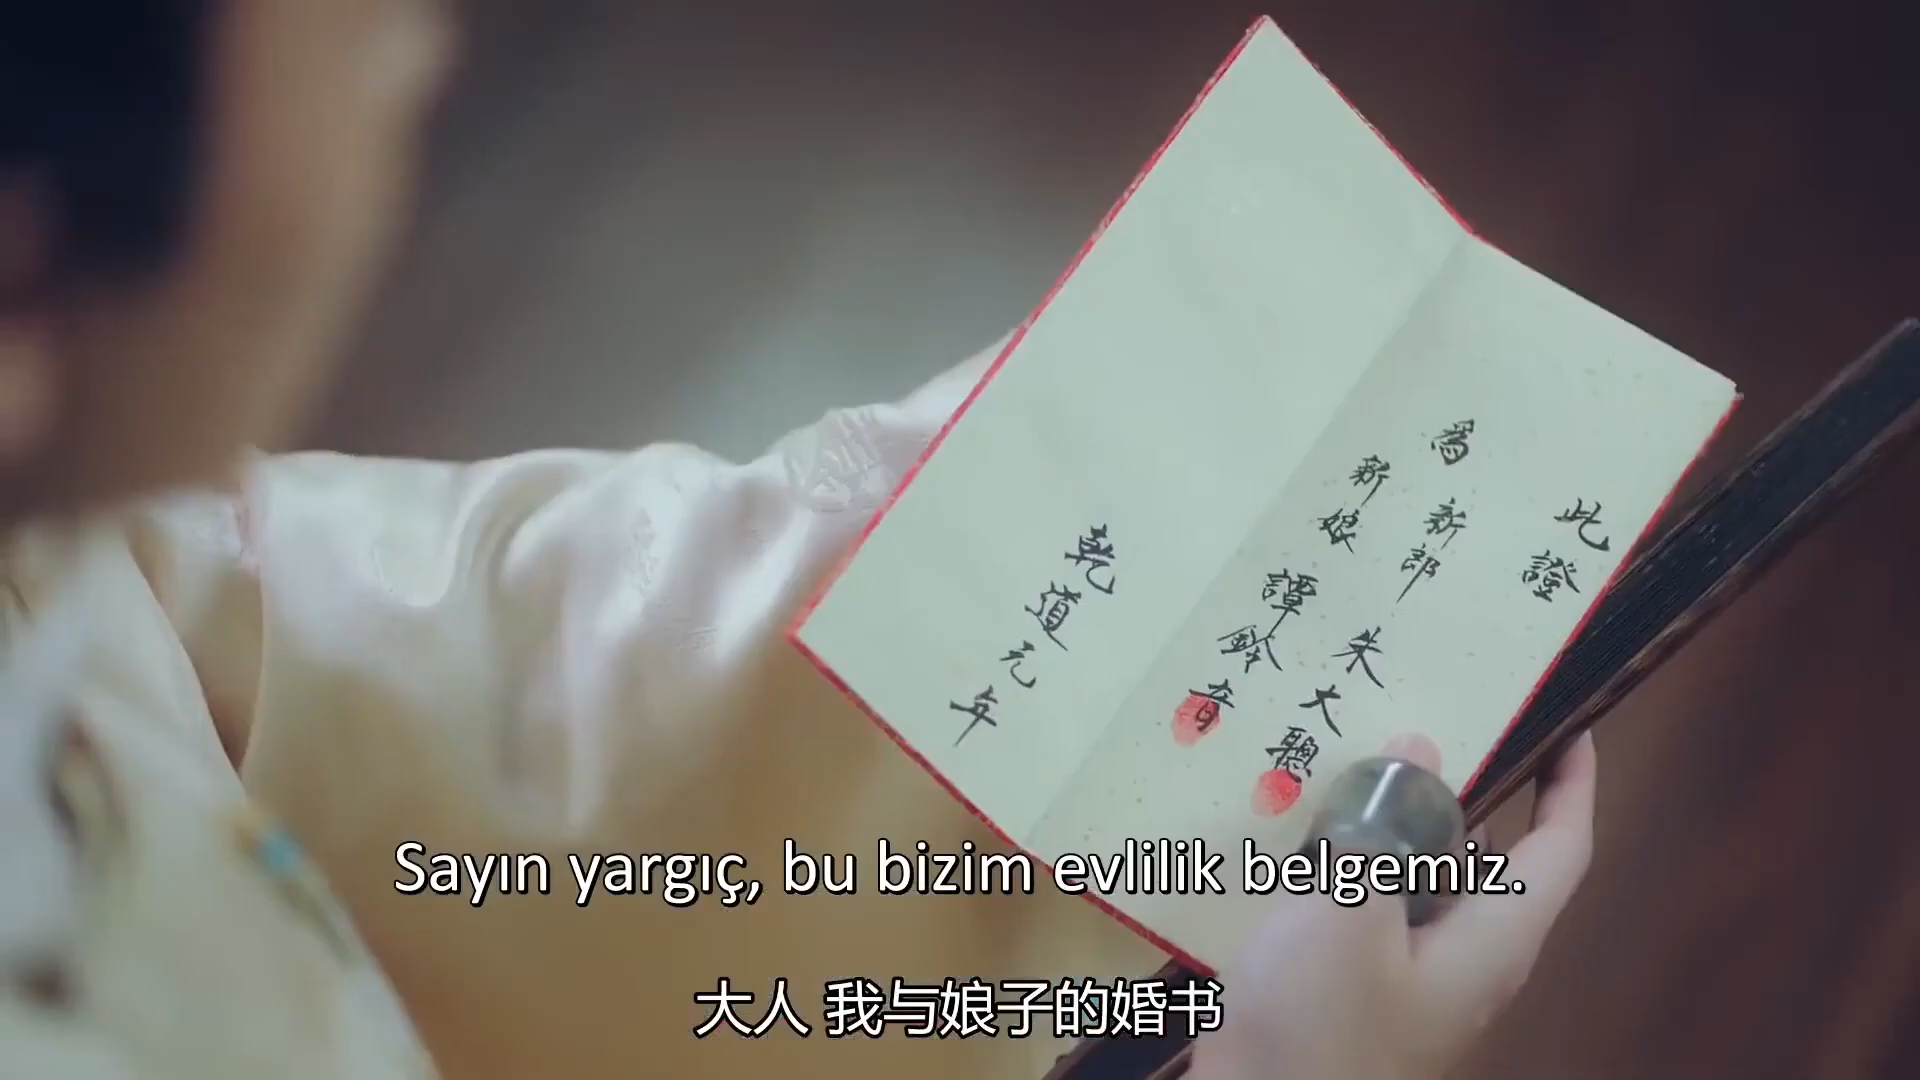 此證
為新郎 朱大聰
新娘 譚鈴音
乾道元年
Sayın yargıç, bu bizim evlilik belgemiz.
大人 我与娘子的婚书